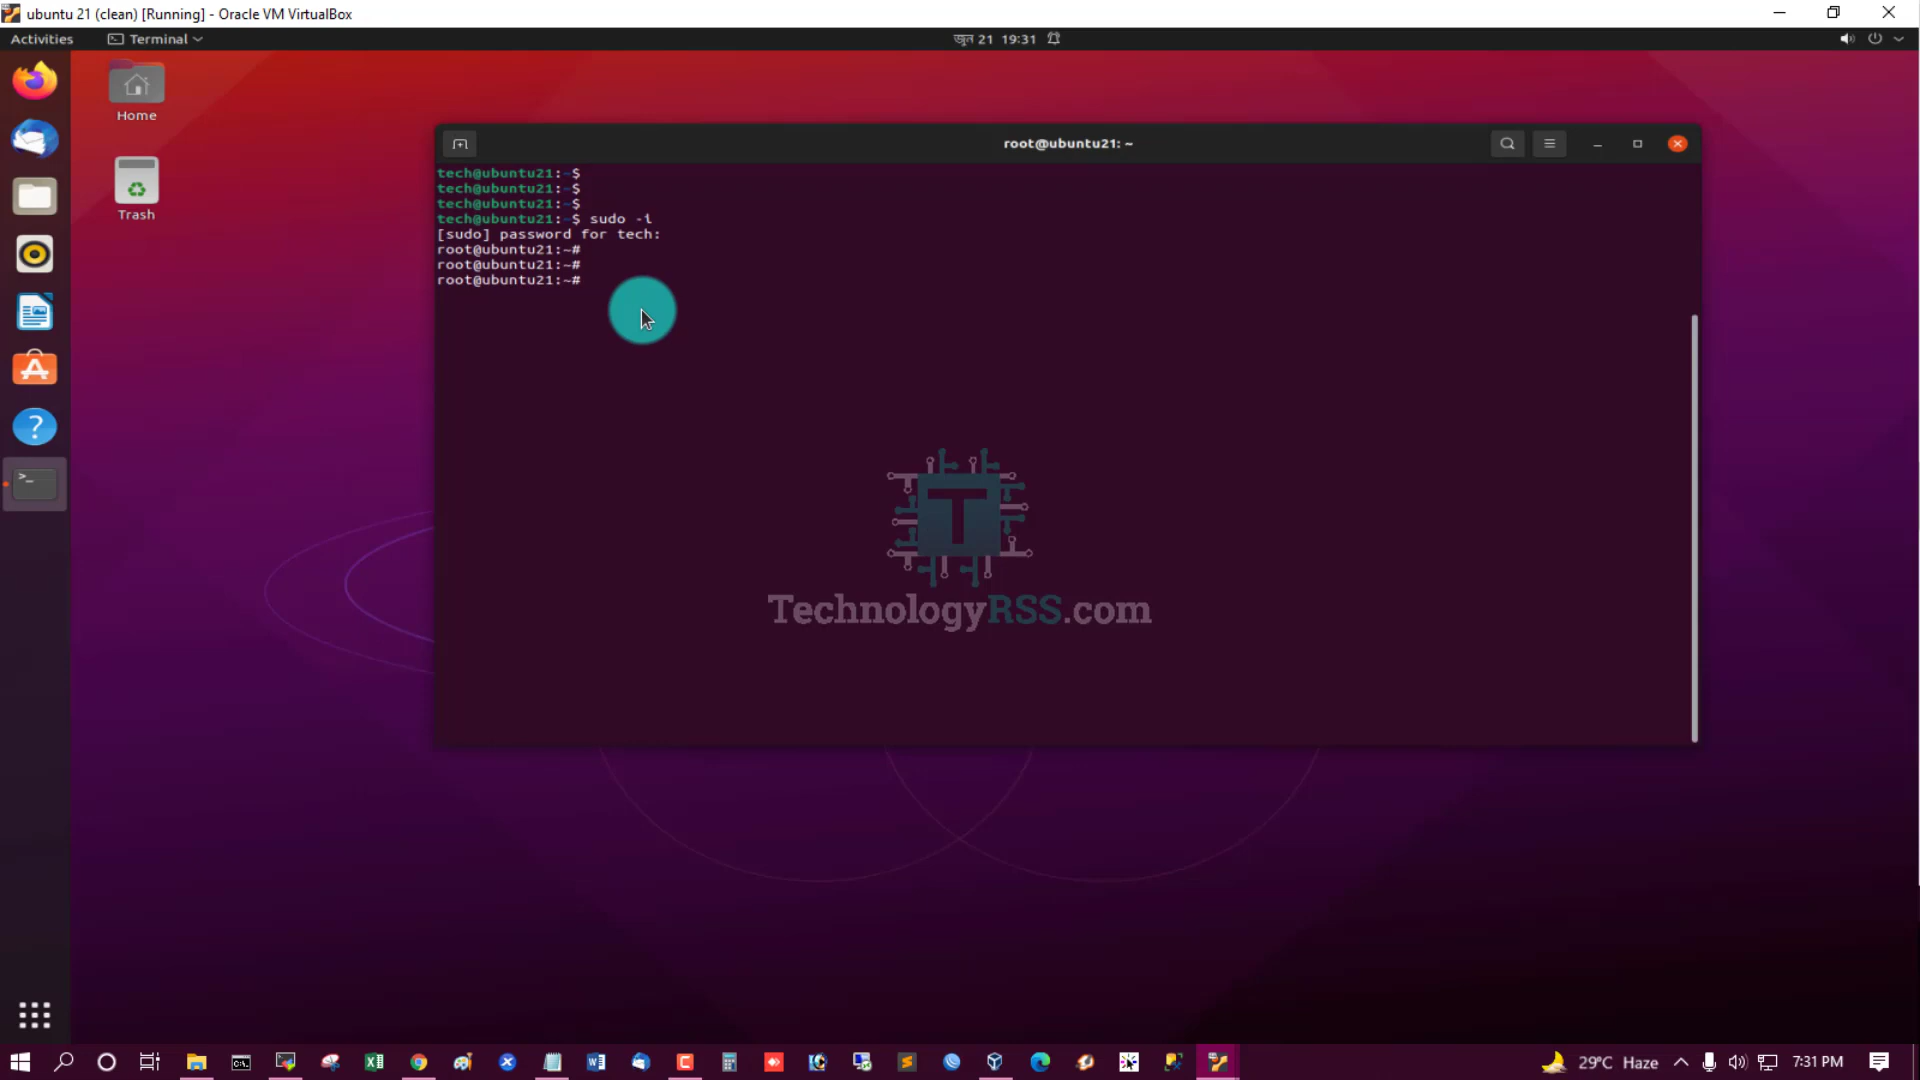 ubuntu 21 (clean) [Running] - Oracle VM VirtualBox
Activities
Terminal
जून 21 19:31
Home
Trash
root@ubuntu21: ~
tech@ubuntu21:~$
tech@ubuntu21:~$
tech@ubuntu21:~$
tech@ubuntu21:~$ sudo -i
[sudo] password for tech:
root@ubuntu21:~#
root@ubuntu21:~#
root@ubuntu21:~#
T
TechnologyRSS.com
29°C Haze
7:31 PM